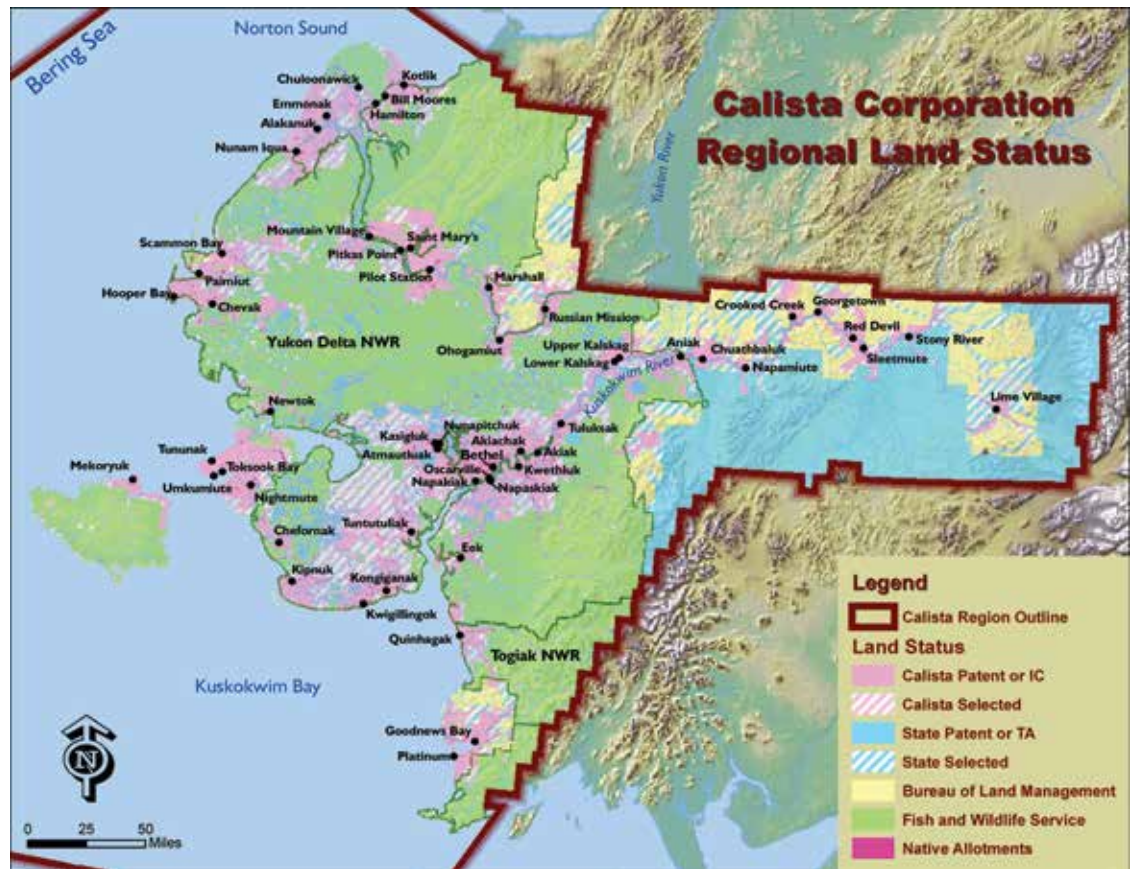 Bering Sea
Norton Sound
Chuloonawick
Kotlik
Bill Moores
Hamilton
Emmonak
Alakanuk
Nunam Iqua
Calista Corporation
Regional Land Status
Yukon River
Mountain Village
Saint Mary's
Pitkas Point
Pilot Station
Scammon Bay
Paimiut
Hooper Bay
Chevak
Marshall
Russian Mission
Ohogamiut
Yukon Delta NWR
Upper Kalskag
Lower Kalskag
Kuskokwim River
Aniak
Chuathbaluk
Napamiute
Crooked Creek
Georgetown
Red Devil
Sleetmute
Stony River
Lime Village
Newtok
Nunapitchuk
Kasigluk
Akiachak
Tuluksak
Atmautluak
Bethel
Akiak
Oscarville
Kwethluk
Napakiak
Napaskiak
Tununak
Mekoryuk
Toksook Bay
Umkumiute
Nightmute
Chefornak
Tuntutuliak
Eek
Kipnuk
Kongiganak
Kwigillingok
Quinhagak
Togiak NWR
Kuskokwim Bay
Goodnews Bay
Platinum
N
0 25 50
Miles
Legend
Calista Region Outline
Land Status
Calista Patent or IC
Calista Selected
State Patent or TA
State Selected
Bureau of Land Management
Fish and Wildlife Service
Native Allotments